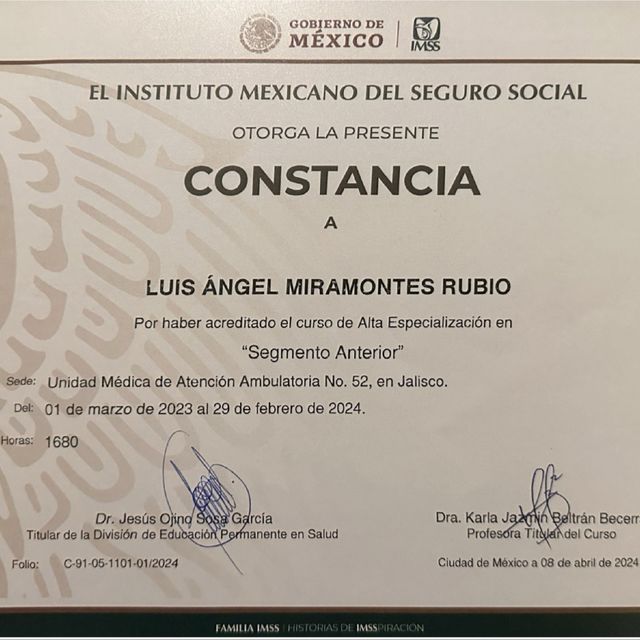 GOBIERNO DE
MÉXICO
IMSS
EL INSTITUTO MEXICANO DEL SEGURO SOCIAL
OTORGA LA PRESENTE
CONSTANCIA
A
LUIS ÁNGEL MIRAMONTES RUBIO
Por haber acreditado el curso de Alta Especialización en
“Segmento Anterior”
Sede: Unidad Médica de Atención Ambulatoria No. 52, en Jalisco.
Del: 01 de marzo de 2023 al 29 de febrero de 2024.
Horas: 1680
Dr. Jesús Ojino Sosa García
Titular de la División de Educación Permanente en Salud
Dra. Karla Jazmín Beltrán Becerr
Profesora Titular del Curso
Folio: C-91-05-1101-01/2024
Ciudad de México a 08 de abril de 2024
FAMILIA IMSS | HISTORIAS DE IMSSPIRACIÓN